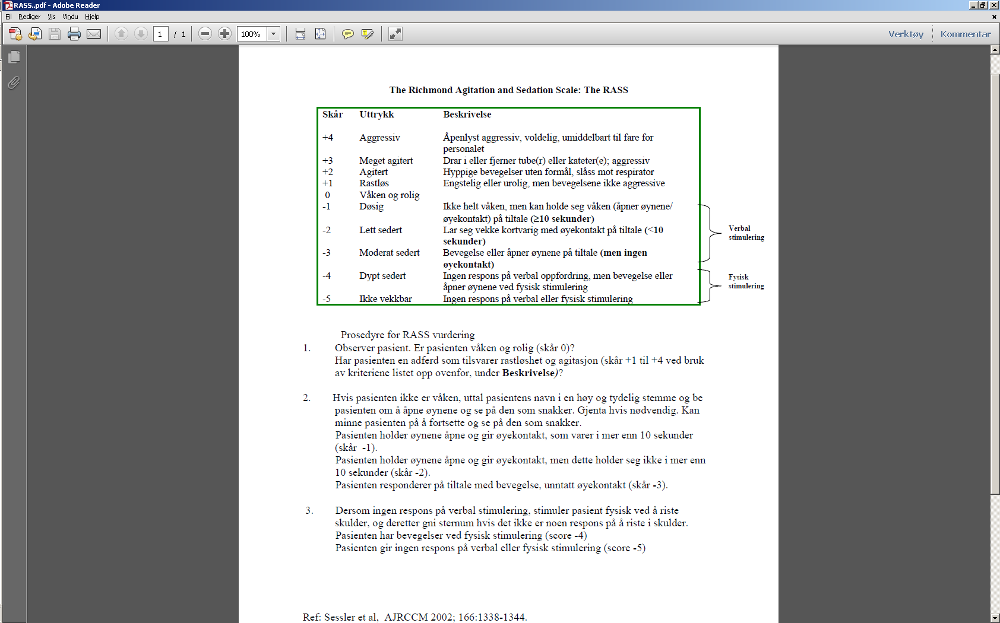 RASS..pdf - Adobe Reader
Fil Rediger Vis Vindu Hjelp
1 / 1 100% Verktøy Kommentar
The Richmond Agitation and Sedation Scale: The RASS
Skår Uttrykk Beskrivelse
+4 Aggressiv Åpenlyst aggressiv, voldelig, umiddelbart til fare for
personalet
+3 Meget agitert Drar i eller fjerner tube(r) eller kateter(e); aggressiv
+2 Agitert Hyppige bevegelser uten formål, slåss mot respirator
+1 Rastløs Engstelig eller urolig, men bevegelsene ikke aggressive
0 Våken og rolig
-1 Døsig Ikke helt våken, men kan holde seg våken (åpner øynene/
øyekontakt) på tiltale (≥10 sekunder)
-2 Lett sedert Lar seg vekke kortvarig med øyekontakt på tiltale (<10
sekunder)
-3 Moderat sedert Bevegelse eller åpner øynene på tiltale (men ingen
øyekontakt)
Verbal
stimulering
-4 Dypt sedert Ingen respons på verbal oppfordring, men bevegelse eller
åpner øynene ved fysisk stimulering
-5 Ikke vekkbar Ingen respons på verbal eller fysisk stimulering
Fysisk
stimulering
Prosedyre for RASS vurdering
1. Observer pasient. Er pasienten våken og rolig (skår 0)?
Har pasienten en adferd som tilsvarer rastløshet og agitasjon (skår +1 til +4 ved bruk
av kriteriene listet opp ovenfor, under Beskrivelse)?
2. Hvis pasienten ikke er våken, uttal pasientens navn i en høy og tydelig stemme og be
pasienten om å åpne øynene og se på den som snakker. Gjenta hvis nødvendig. Kan
minne pasienten på å fortsette og se på den som snakker.
Pasienten holder øynene åpne og gir øyekontakt, som varer i mer enn 10 sekunder
(skår -1).
Pasienten holder øynene åpne og gir øyekontakt, men dette holder seg ikke i mer enn
10 sekunder (skår -2).
Pasienten responderer på tiltale med bevegelse, unntatt øyekontakt (skår -3).
3. Dersom ingen respons på verbal stimulering, stimuler pasient fysisk ved å riste
skulder, og deretter gni sternum hvis det ikke er noen respons på å riste i skulder.
Pasienten har bevegelser ved fysisk stimulering (score -4)
Pasienten gir ingen respons på verbal eller fysisk stimulering (score -5)
Ref: Sessler et al, AJRCCM 2002; 166:1338-1344.